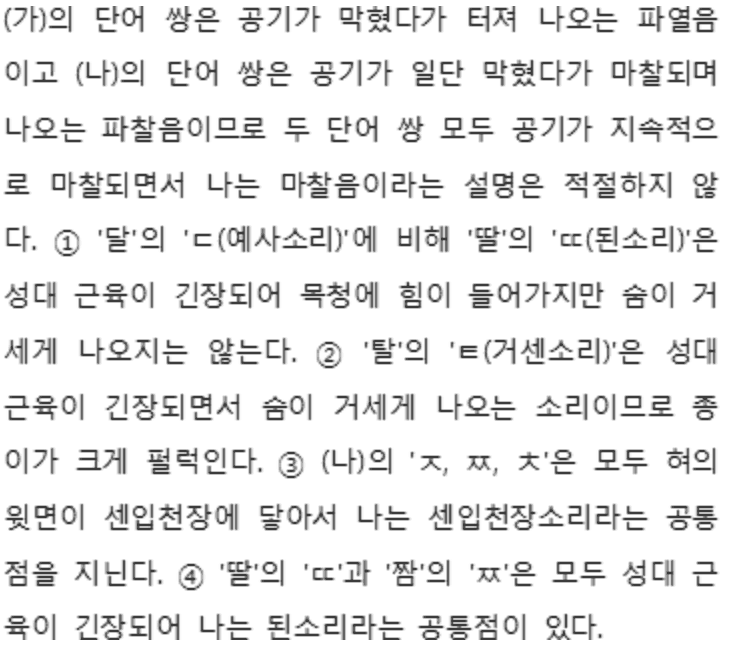 (가)의 단어 쌍은 공기가 막혔다가 터져 나오는 파열음
이고 (나)의 단어 쌍은 공기가 일단 막혔다가 마찰되며
나오는 파찰음이므로 두 단어 쌍 모두 공기가 지속적으
로 마찰되면서 나는 마찰음이라는 설명은 적절하지 않
다. ① '달'의 'ㄷ(예사소리)'에 비해 '딸'의 'ㄸ(된소리)'은
성대 근육이 긴장되어 목청에 힘이 들어가지만 숨이 거
세게 나오지는 않는다. ② '탈'의 'ㅌ(거센소리)'은 성대
근육이 긴장되면서 숨이 거세게 나오는 소리이므로 종
이가 크게 펄럭인다. ③ (나)의 'ㅈ, ㅉ, ㅊ'은 모두 혀의
윗면이 센입천장에 닿아서 나는 센입천장소리라는 공통
점을 지닌다. ④ '딸'의 'ㄸ'과 '짬'의 'ㅉ'은 모두 성대 근
육이 긴장되어 나는 된소리라는 공통점이 있다.